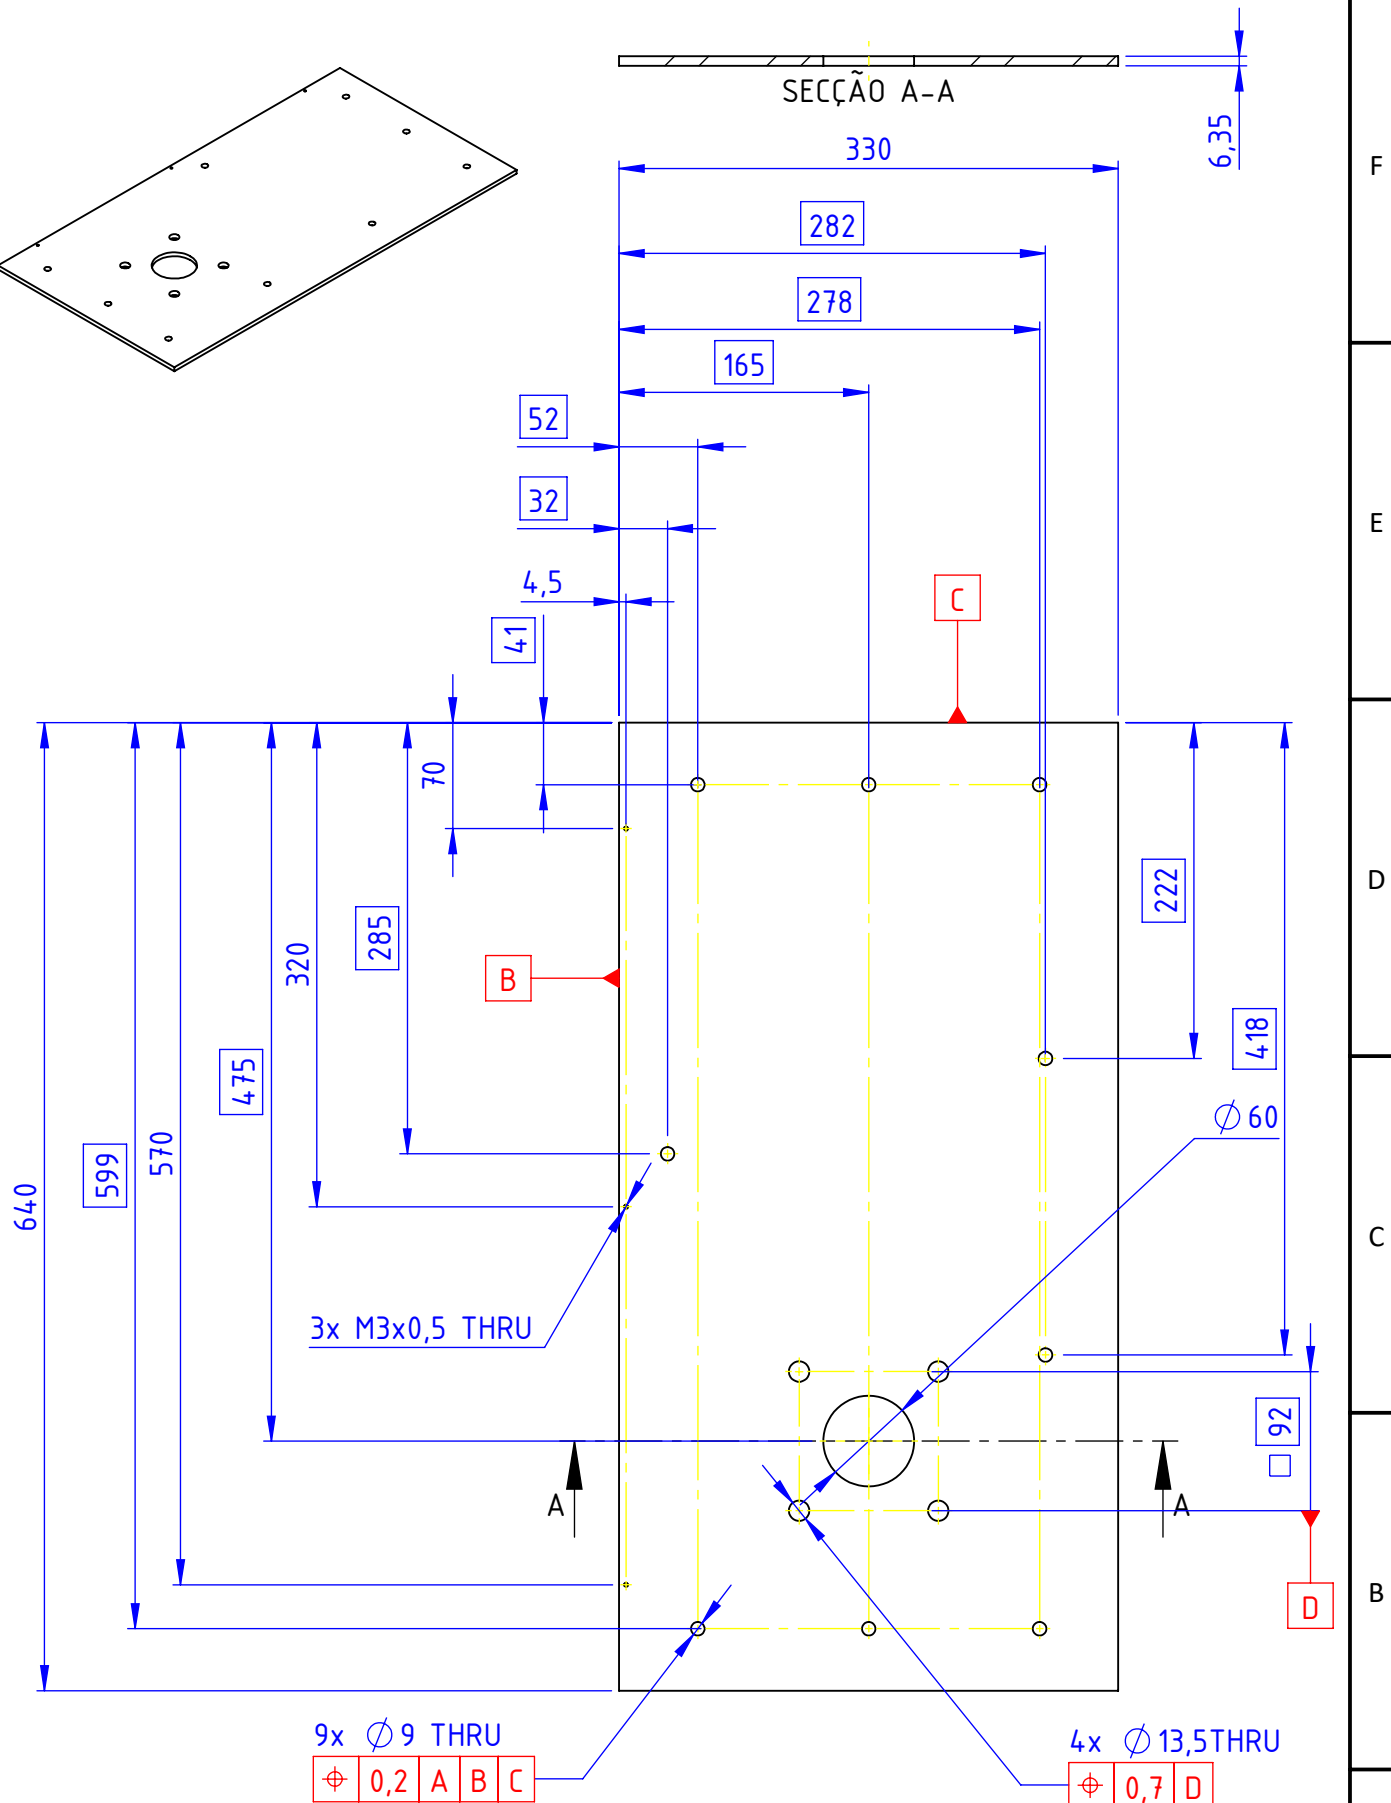 SECÇÃO A-A
6,35
F
330
282
278
165
52
32
E
4,5
41
C
70
D
222
285
320
B
418
475
Ø 60
570
599
640
C
3x M3x0,5 THRU
□ 92
A
A
B
D
9x Ø 9 THRU
⌖ 0,2 A B C
4x Ø 13,5THRU
⌖ 0,7 D